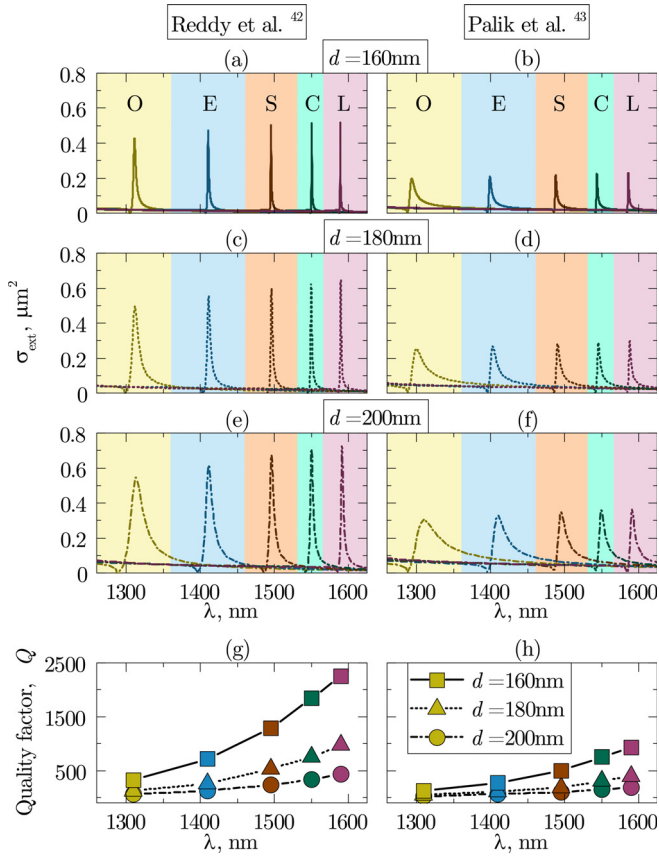 Reddy et al. 42
Palik et al. 43
(a)
d =160nm
(b)
0.8
0.6
0.4
0.2
0
O E S C L
O E S C L
(c)
d =180nm
(d)
0.8
0.6
0.4
0.2
0
σext, μm²
(e)
d =200nm
(f)
0.8
0.6
0.4
0.2
0
1300 1400 1500 1600
1300 1400 1500 1600
λ, nm
λ, nm
(g)
(h)
Quality factor, Q
2500
1500
500
d =160nm
d =180nm
d =200nm
1300 1400 1500 1600
1300 1400 1500 1600
λ, nm
λ, nm